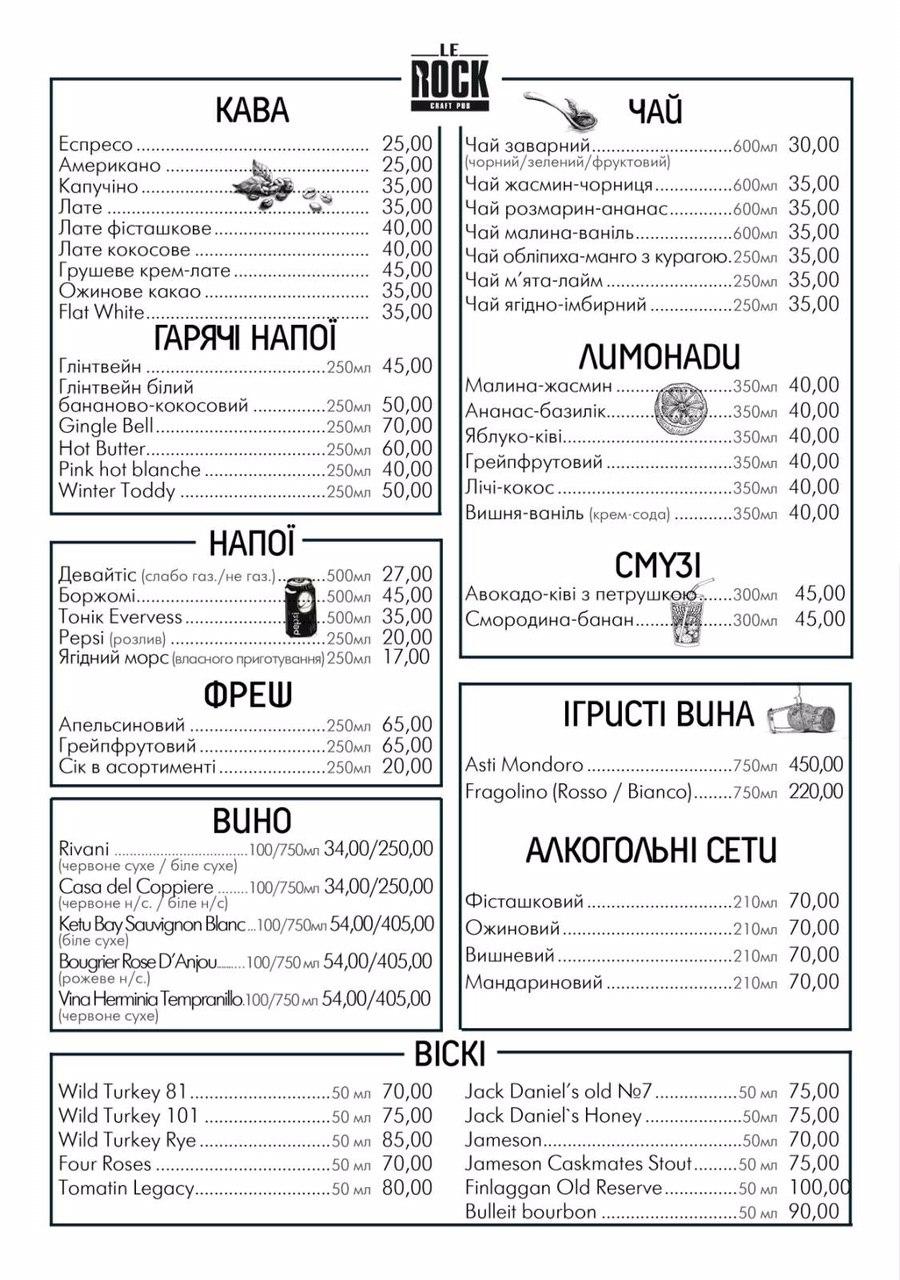 LE
ROCK
CRAFT PUB
КАВА
Еспресо 25,00
Американо 25,00
Капучіно 35,00
Лате 35,00
Лате фісташкове 40,00
Лате кокосове 40,00
Грушеве крем-лате 45,00
Ожинове какао 35,00
Flat White 35,00
ГАРЯЧІ НАПОЇ
Глінтвейн 250мл 45,00
Глінтвейн білий
бананово-кокосовий 250мл 50,00
Gingle Bell 250мл 70,00
Hot Butter 250мл 60,00
Pink hot blanche 250мл 40,00
Winter Toddy 250мл 50,00
ЧАЙ
Чай заварний 600мл 30,00
(чорний/зелений/фруктовий)
Чай жасмин-чорниця 600мл 35,00
Чай розмарин-ананас 600мл 35,00
Чай малина-ваніль 600мл 35,00
Чай обліпиха-манго з курагою. 250мл 35,00
Чай м’ята-лайм 250мл 35,00
Чай ягідно-імбирний 250мл 35,00
ЛИМОНАДИ
Малина-жасмин 350мл 40,00
Ананас-базилік 350мл 40,00
Яблуко-ківі 350мл 40,00
Грейпфрутовий 350мл 40,00
Лічі-кокос 350мл 40,00
Вишня-ваніль (крем-сода) 350мл 40,00
СМУЗІ
Авокадо-ківі з петрушкою 300мл 45,00
Смородина-банан 300мл 45,00
НАПОЇ
Девайтіс (слабо газ./не газ.) 500мл 27,00
Боржомі 500мл 45,00
Тонік Evervess 500мл 35,00
Pepsi (розлив) 250мл 20,00
Ягідний морс (власного приготування) 250мл 17,00
pepsi
ФРЕШ
Апельсиновий 250мл 65,00
Грейпфрутовий 250мл 65,00
Сік в асортименті 250мл 20,00
ІГРИСТІ ВИНА
Asti Mondoro 750мл 450,00
Fragolino (Rosso / Bianco) 750мл 220,00
АЛКОГОЛЬНІ СЕТИ
Фісташковий 210мл 70,00
Ожиновий 210мл 70,00
Вишневий 210мл 70,00
Мандариновий 210мл 70,00
ВИНО
Rivani 100/750мл 34,00/250,00
(червоне сухе / біле сухе)
Casa del Coppiere 100/750мл 34,00/250,00
(червоне н/с. / біле н/с)
Ketu Bay Sauvignon Blanc 100/750мл 54,00/405,00
(біле сухе)
Bougrier Rose D’Anjou 100/750 мл 54,00/405,00
(рожеве н/с.)
Vina Herminia Tempranillo 100/750 мл 54,00/405,00
(червоне сухе)
ВІСКІ
Wild Turkey 81 50 мл 70,00
Wild Turkey 101 50 мл 75,00
Wild Turkey Rye 50 мл 85,00
Four Roses 50 мл 70,00
Tomatin Legacy 50 мл 80,00
Jack Daniel’s old №7 50 мл 75,00
Jack Daniel`s Honey 50мл 75,00
Jameson 50мл 70,00
Jameson Caskmates Stout 50 мл 75,00
Finlaggan Old Reserve 50 мл 100,00
Bulleit bourbon 50 мл 90,00